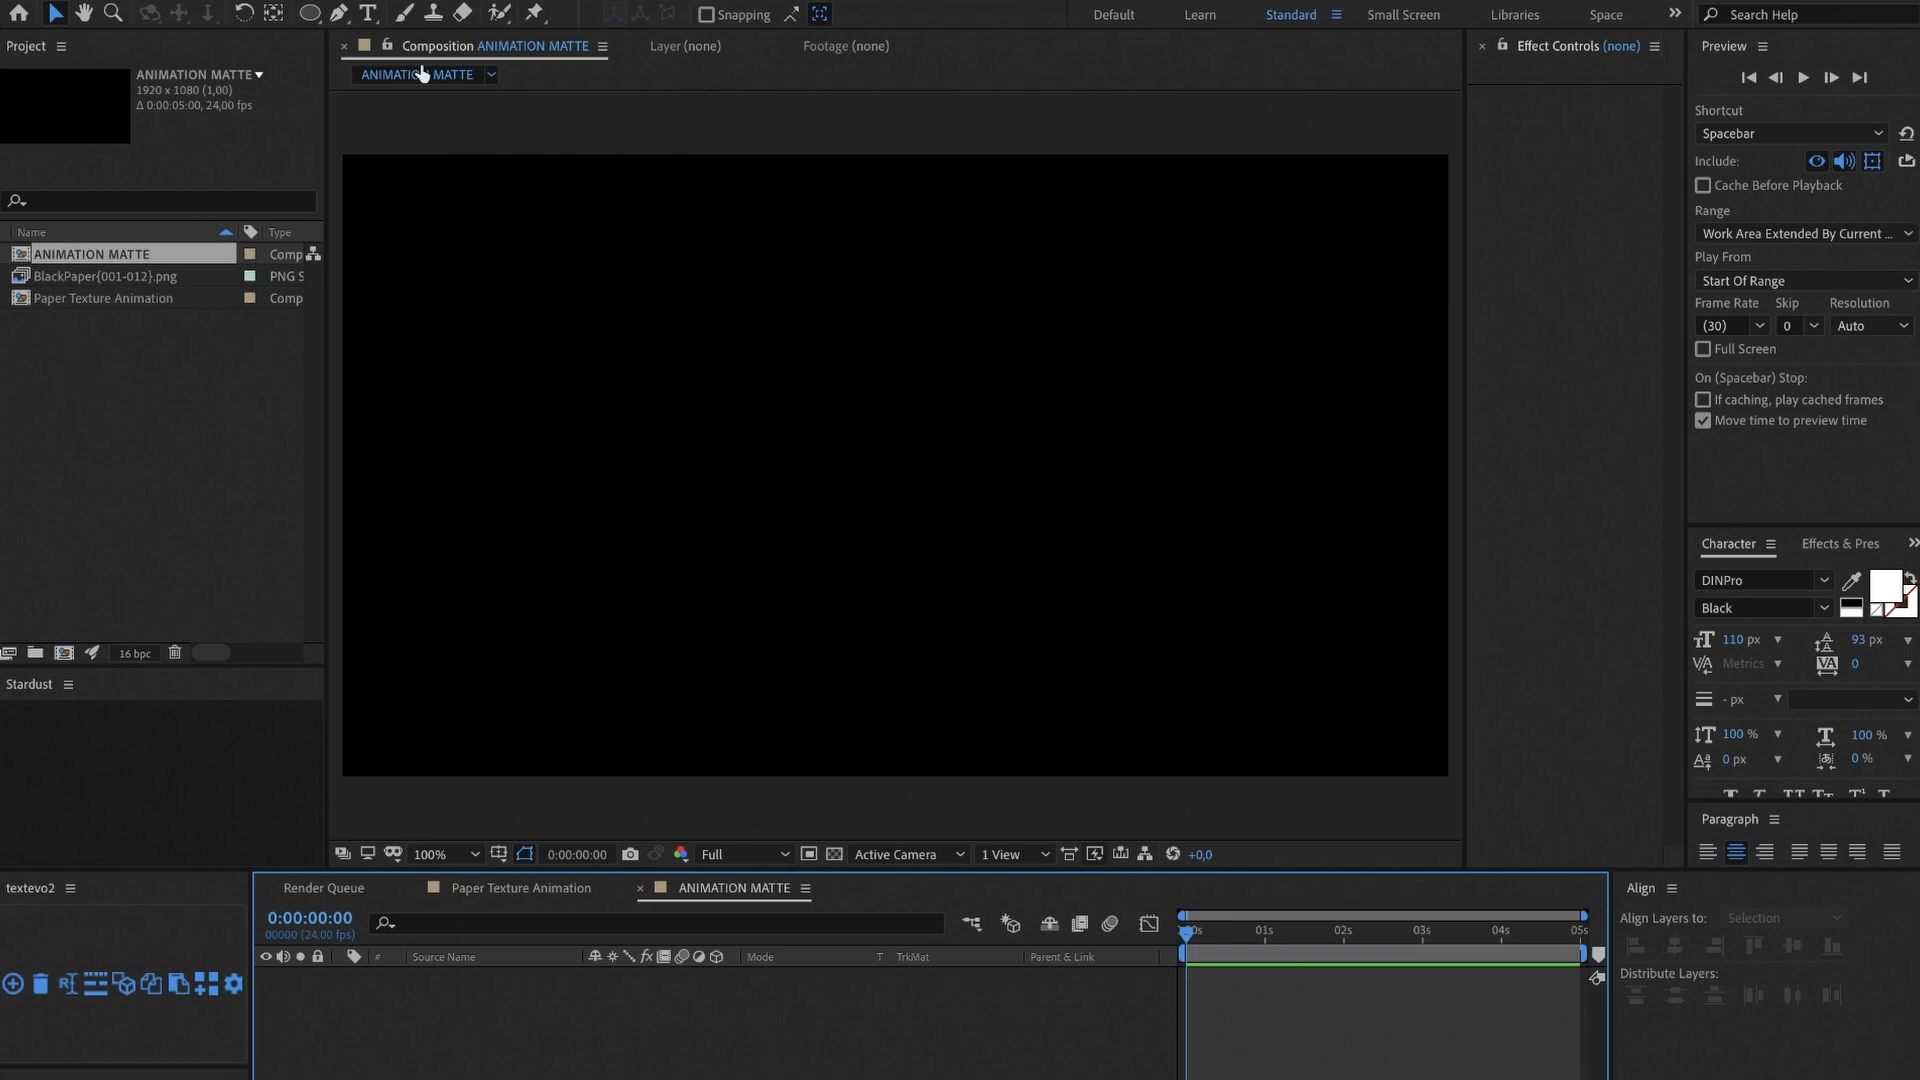 Snapping
Default
Learn
Standard
Small Screen
Libraries
Space
Search Help
Project
Composition ANIMATION MATTE
Layer (none)
Footage (none)
Effect Controls (none)
Preview
ANIMATION MATTE
1920 x 1080 (1,00)
Δ 0:00:05:00, 24,00 fps
ANIMATION MATTE
Shortcut
Spacebar
Include:
Cache Before Playback
Range
Work Area Extended By Current ...
Play From
Start Of Range
Frame Rate Skip Resolution
(30) 0 Auto
Full Screen
On (Spacebar) Stop:
If caching, play cached frames
Move time to preview time
Name Type
ANIMATION MATTE Comp
BlackPaper{001-012}.png PNG S
Paper Texture Animation Comp
16 bpc
Stardust
Character Effects & Pres
DINPro
Black
110 px 93 px
Metrics 0
- px
100 % 100 %
0 px 0 %
Paragraph
100% 0:00:00:00 Full Active Camera 1 View +0,0
textevo2
Render Queue
Paper Texture Animation
ANIMATION MATTE
0:00:00:00
00000 (24.00 fps)
01s 02s 03s 04s 05s
# Source Name Mode T TrkMat Parent & Link
Align
Align Layers to: Selection
Distribute Layers: